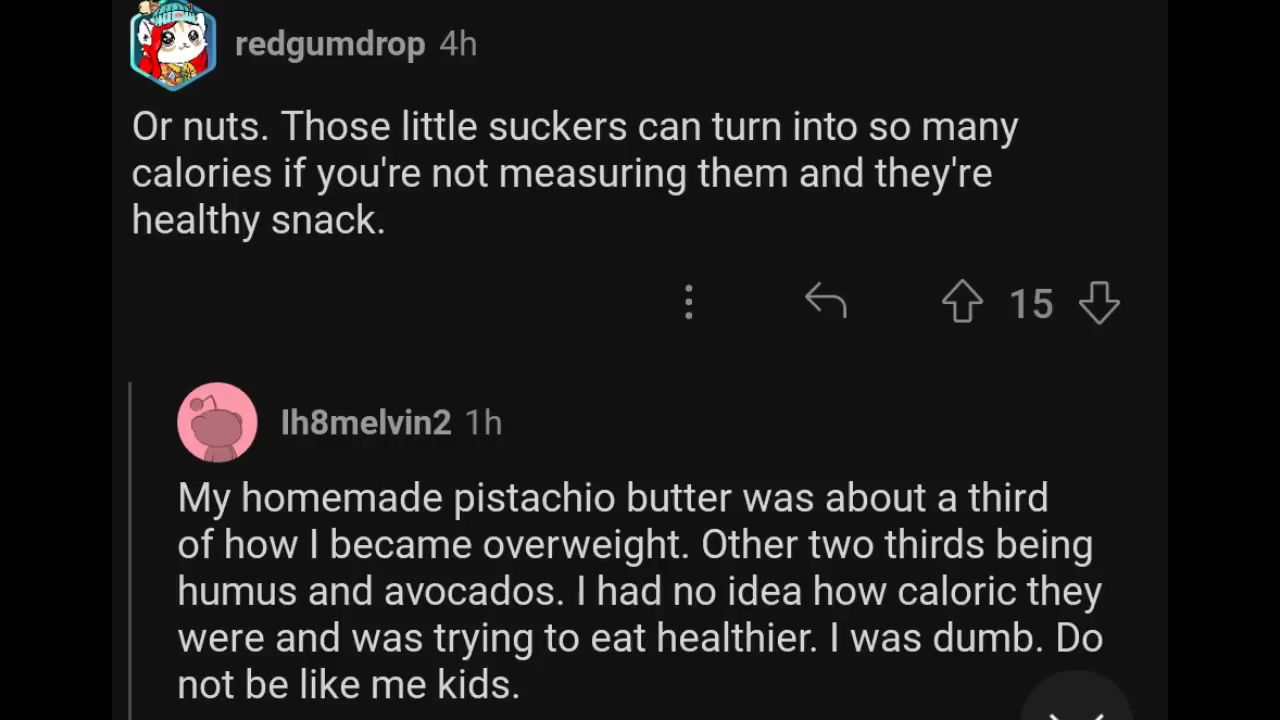 redgumdrop 4h
Or nuts. Those little suckers can turn into so many
calories if you're not measuring them and they're
healthy snack.
15
Ih8melvin2 1h
My homemade pistachio butter was about a third
of how I became overweight. Other two thirds being
humus and avocados. I had no idea how caloric they
were and was trying to eat healthier. I was dumb. Do
not be like me kids.